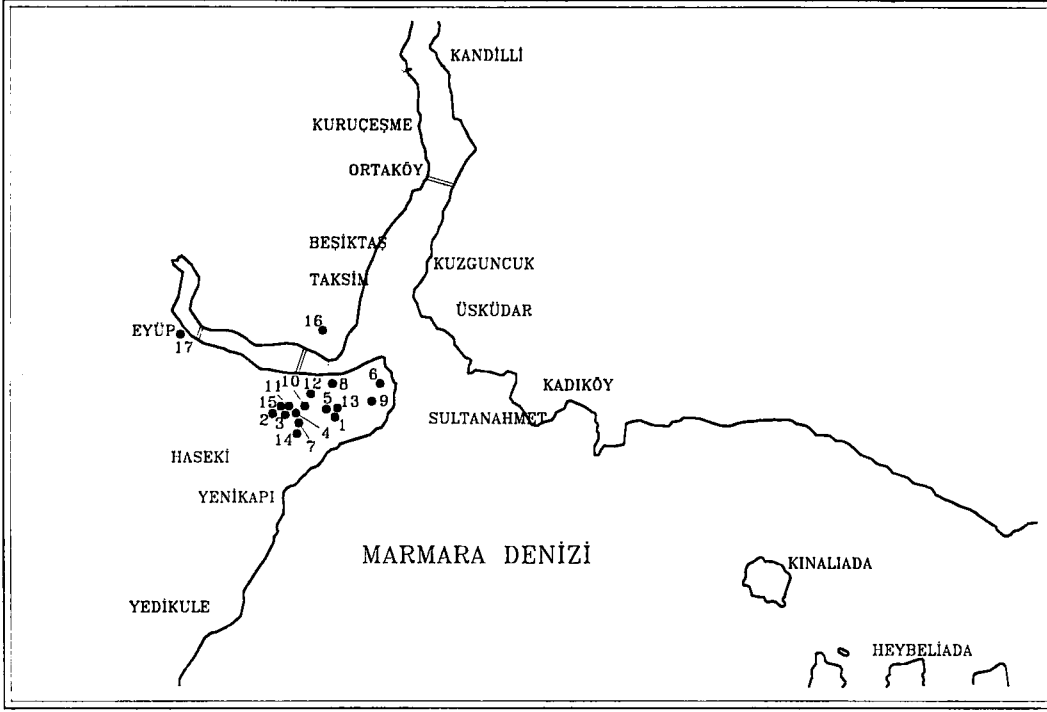 KANDİLLİ
KURUÇEŞME
ORTAKÖY
BEŞİKTAŞ
KUZGUNCUK
TAKSİM
ÜSKÜDAR
16
EYÜP
17
6
10
11
12
8
KADIKÖY
15
5
13
9
2
3
4
1
SULTANAHMET
14
7
HASEKİ
YENİKAPI
MARMARA DENİZİ
KINALIADA
YEDİKULE
HEYBELİADA